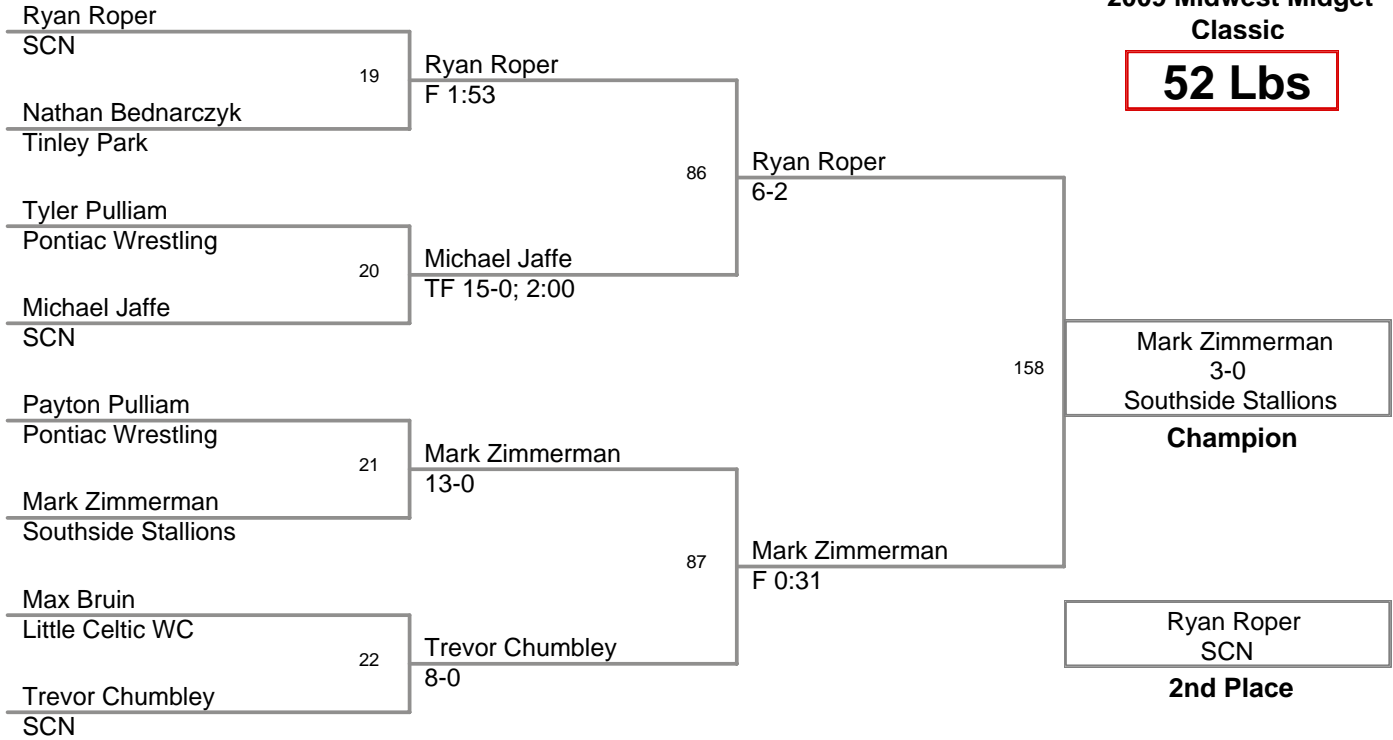 2009 Midwest Midget
Classic
52 Lbs
Ryan Roper
SCN
19
Nathan Bednarczyk
Tinley Park
Ryan Roper
F 1:53
Tyler Pulliam
Pontiac Wrestling
20
Michael Jaffe
SCN
Michael Jaffe
TF 15-0; 2:00
86
Ryan Roper
6-2
Payton Pulliam
Pontiac Wrestling
21
Mark Zimmerman
Southside Stallions
Mark Zimmerman
13-0
Max Bruin
Little Celtic WC
22
Trevor Chumbley
SCN
Trevor Chumbley
8-0
87
Mark Zimmerman
F 0:31
158
Mark Zimmerman
3-0
Southside Stallions
Champion
Ryan Roper
SCN
2nd Place